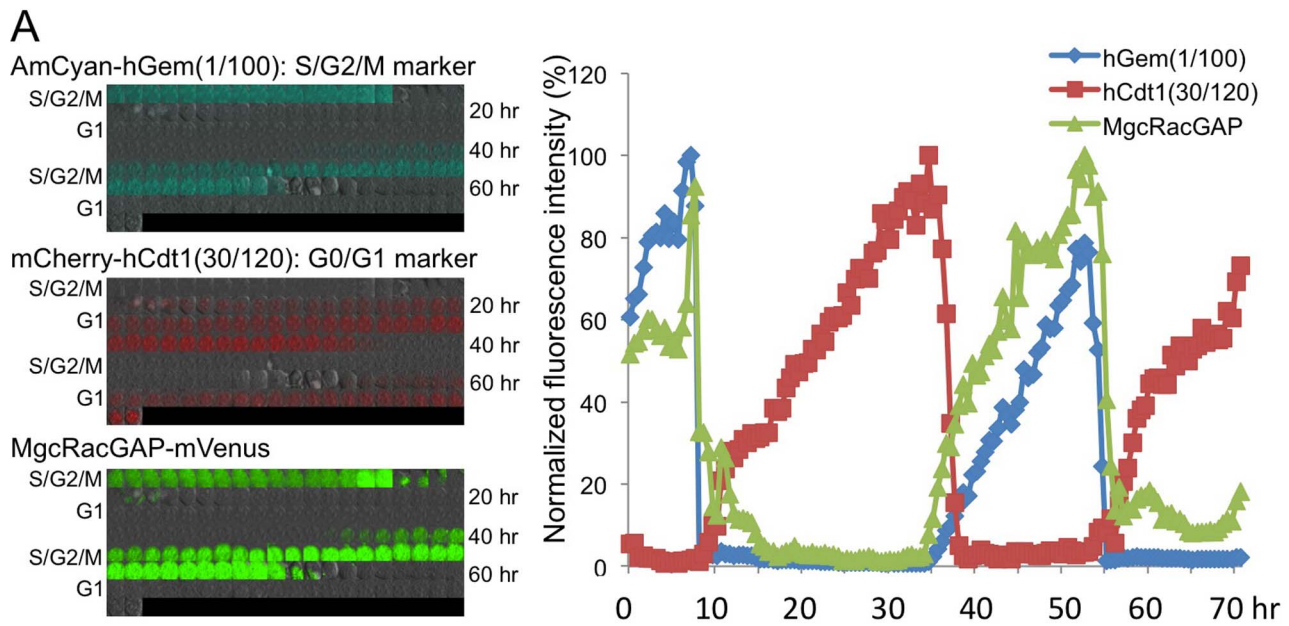 A
AmCyan-hGem(1/100): S/G2/M marker
S/G2/M
20 hr
G1
40 hr
S/G2/M
60 hr
G1
mCherry-hCdt1(30/120): G0/G1 marker
S/G2/M
20 hr
G1
40 hr
S/G2/M
60 hr
G1
MgcRacGAP-mVenus
S/G2/M
20 hr
G1
40 hr
S/G2/M
60 hr
G1
Normalized fluorescence intensity (%)
120
100
80
60
40
20
0
0 10 20 30 40 50 60 70 hr
hGem(1/100)
hCdt1(30/120)
MgcRacGAP